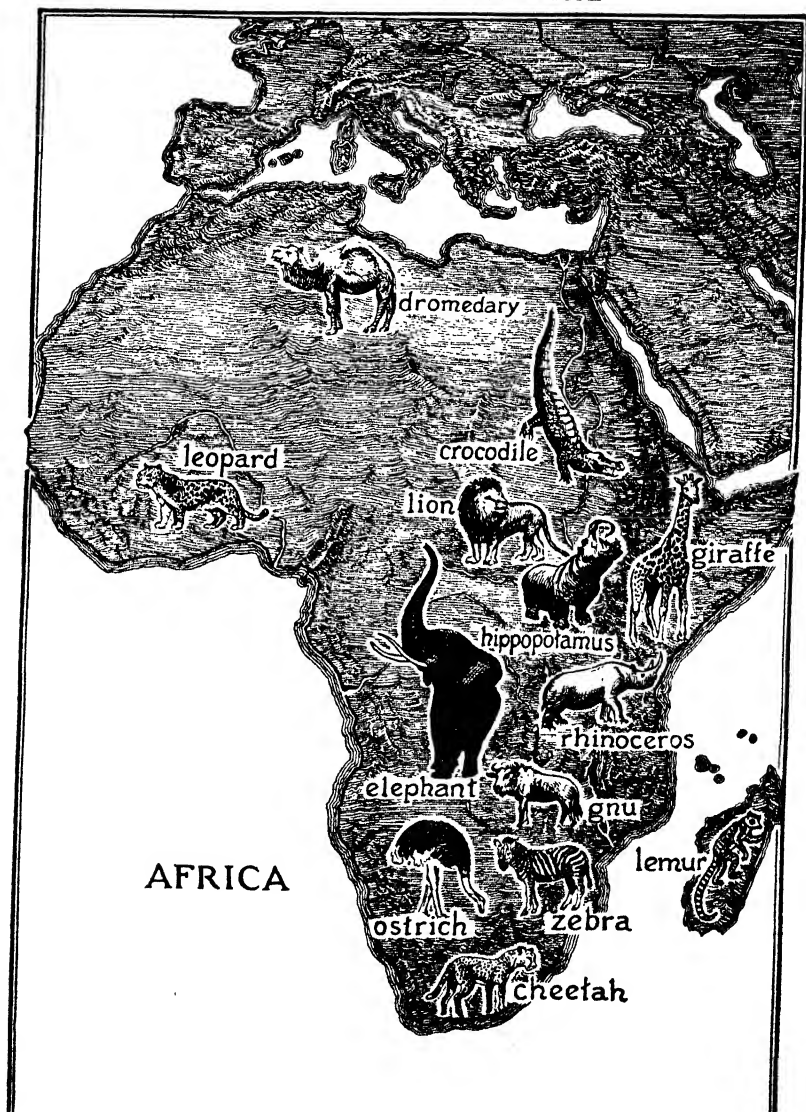 dromedary
crocodile
leopard
lion
giraffe
hippopotamus
rhinoceros
elephant
gnu
lemur
AFRICA
ostrich
zebra
cheetah